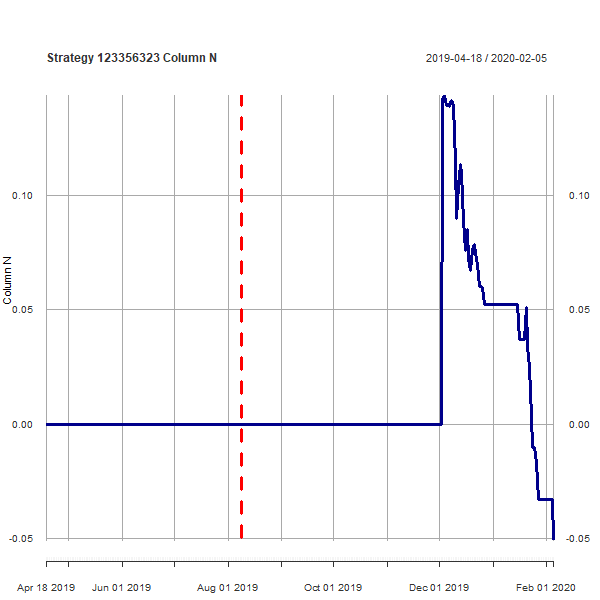 Strategy 123356323 Column N
2019-04-18 / 2020-02-05
0.10
0.10
Column N
0.05
0.05
0.00
0.00
-0.05
-0.05
Apr 18 2019
Jun 01 2019
Aug 01 2019
Oct 01 2019
Dec 01 2019
Feb 01 2020